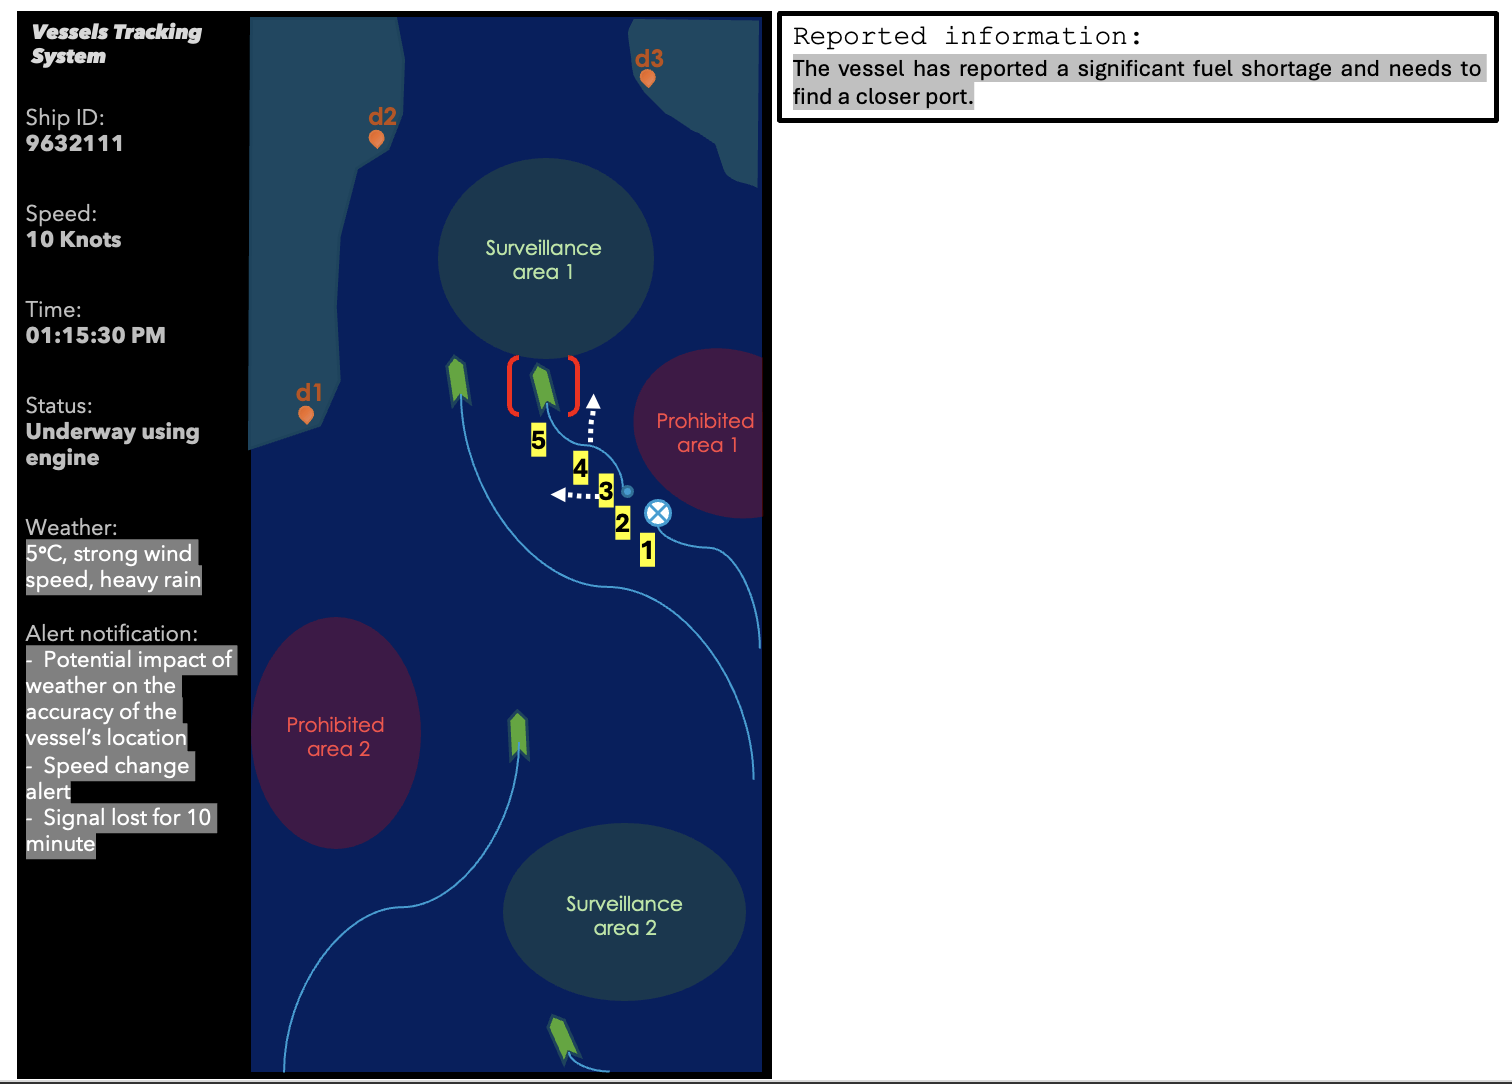 Vessels Tracking
System
Ship ID:
9632111
Speed:
10 Knots
Time:
01:15:30 PM
Status:
Underway using
engine
Weather:
5ºC, strong wind
speed, heavy rain
Alert notification:
- Potential impact of
weather on the
accuracy of the
vessel’s location
- Speed change
alert
- Signal lost for 10
minute
d3
d2
Surveillance
area 1
d1
Prohibited
area 1
5
4
3
2
1
Prohibited
area 2
Surveillance
area 2
Reported information:
The vessel has reported a significant fuel shortage and needs to
find a closer port.